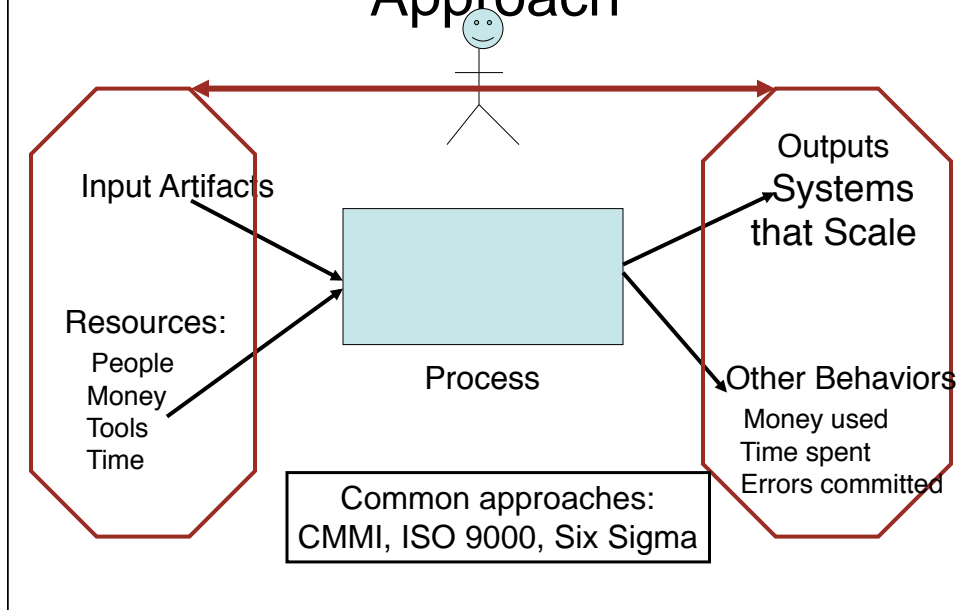 Approach
Input Artifacts
Resources:
People
Money
Tools
Time
Process
Outputs
Systems
that Scale
Other Behaviors
Money used
Time spent
Errors committed
Common approaches:
CMMI, ISO 9000, Six Sigma